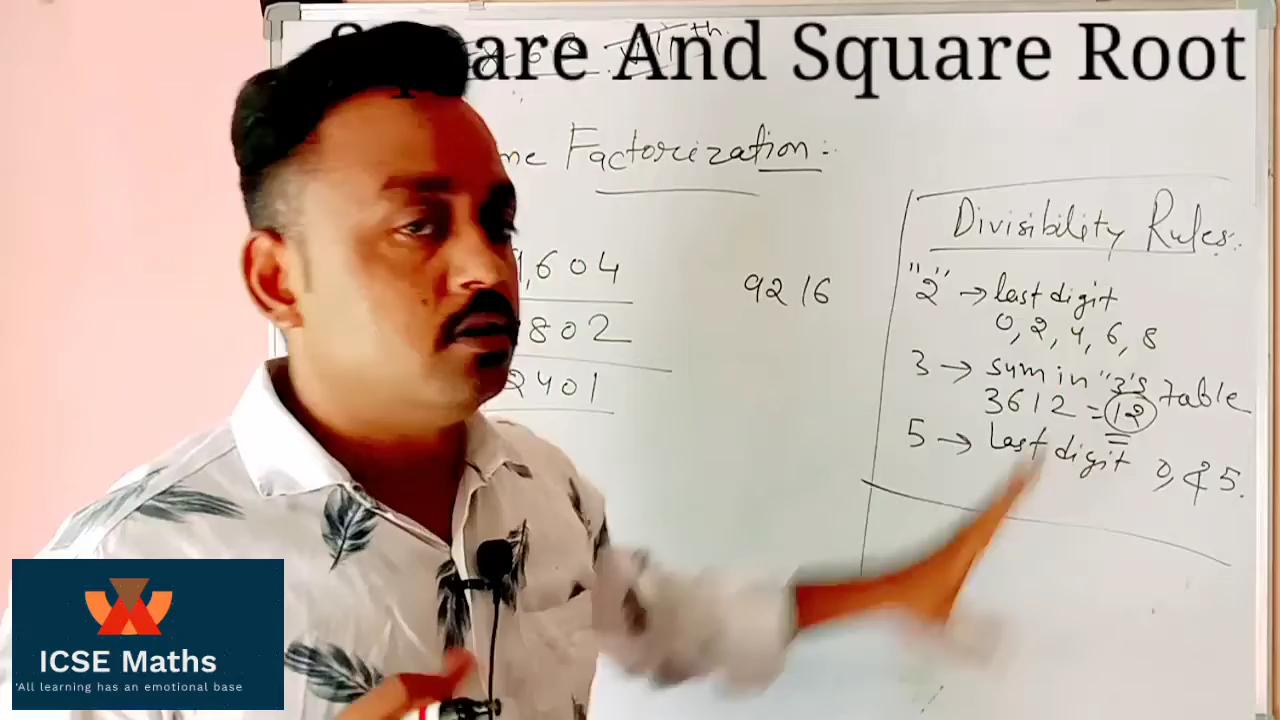 Square And Square Root
Factorization :-
Divisibility Rules:-
1,604
9216
"2" → last digit
0, 2, 4, 6, 8
802
3 → sum in "3's table
2401
3612 = 12
5 → last digit 0, & 5.
ICSE Maths
'All learning has an emotional base